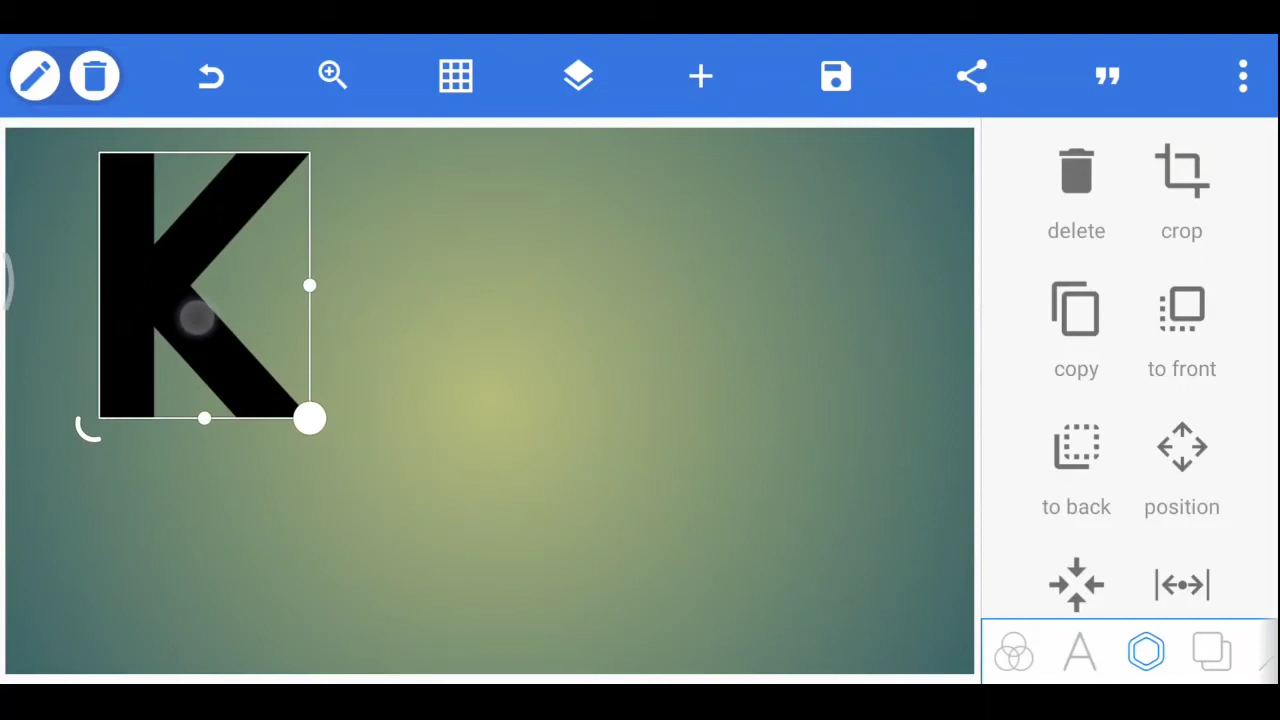 K
delete
crop
copy
to front
to back
position